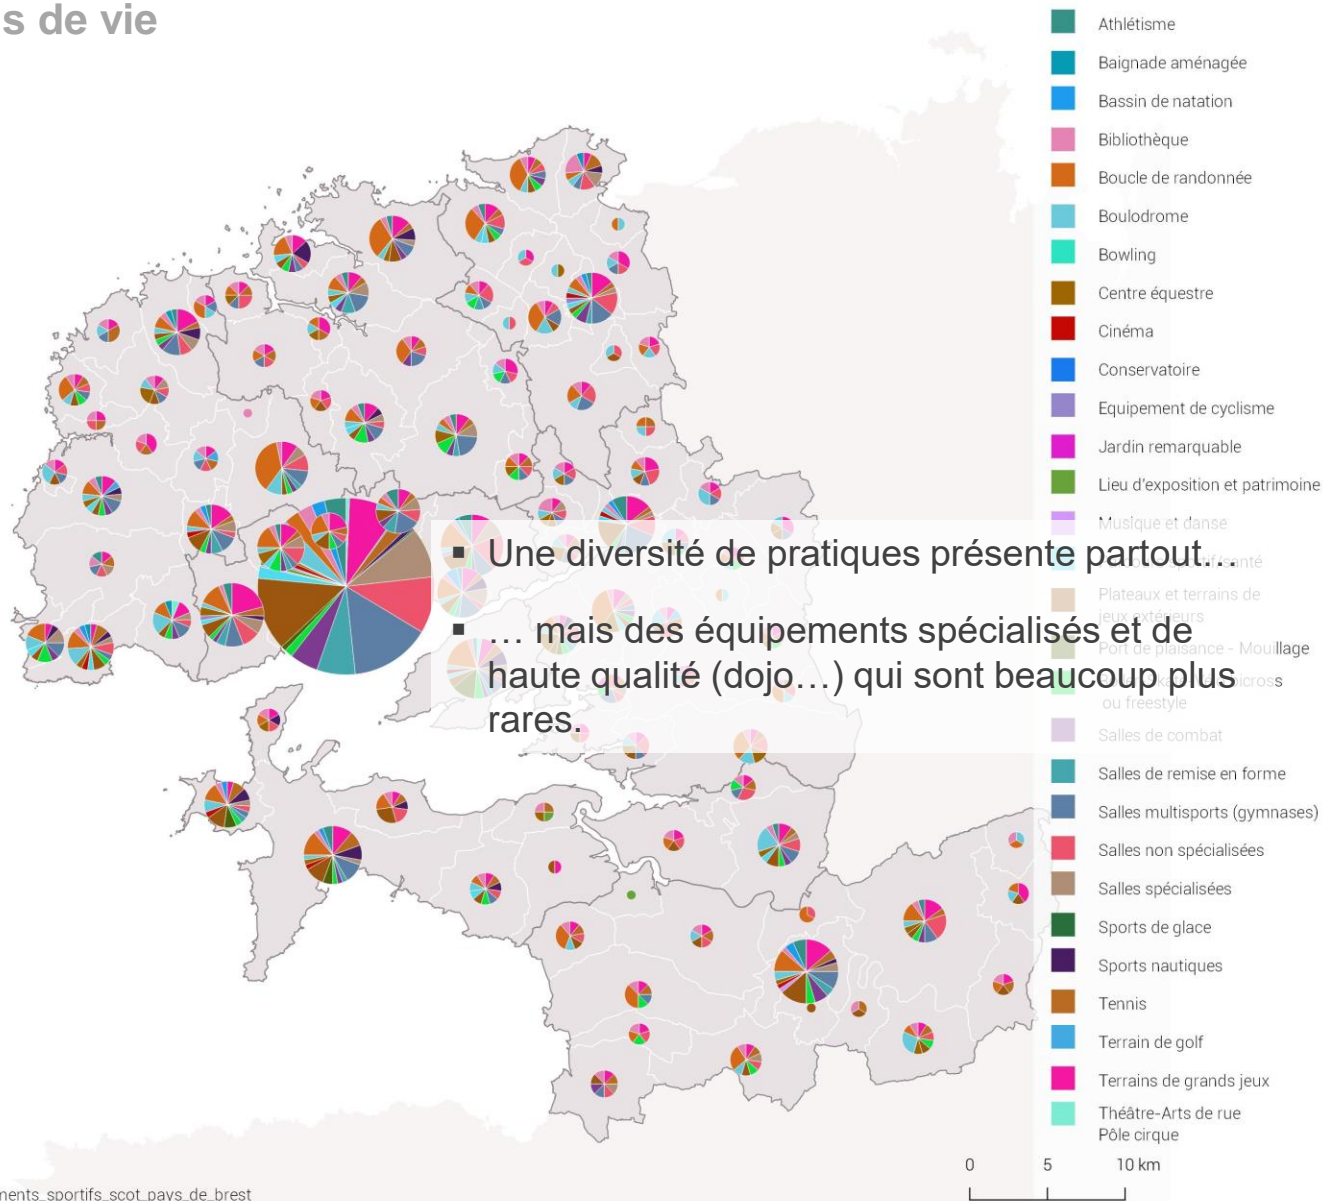 s de vie
Athlétisme
Baignade aménagée
Bassin de natation
Bibliothèque
Boucle de randonnée
Boulodrome
Bowling
Centre équestre
Cinéma
Conservatoire
Equipement de cyclisme
Jardin remarquable
Lieu d'exposition et patrimoine
Musique et danse
▪ Une diversité de pratiques présente partout…
santé
Plateaux et terrains de
jeux extérieurs
▪ … mais des équipements spécialisés et de
haute qualité (dojo…) qui sont beaucoup plus
rares.
Port de plaisance - Mouillage
ou freestyle
Salles de combat
Salles de remise en forme
Salles multisports (gymnases)
Salles non spécialisées
Salles spécialisées
Sports de glace
Sports nautiques
Tennis
Terrain de golf
Terrains de grands jeux
Théâtre-Arts de rue
Pôle cirque
0 5 10 km
ments_sportifs_scot_pays_de_brest